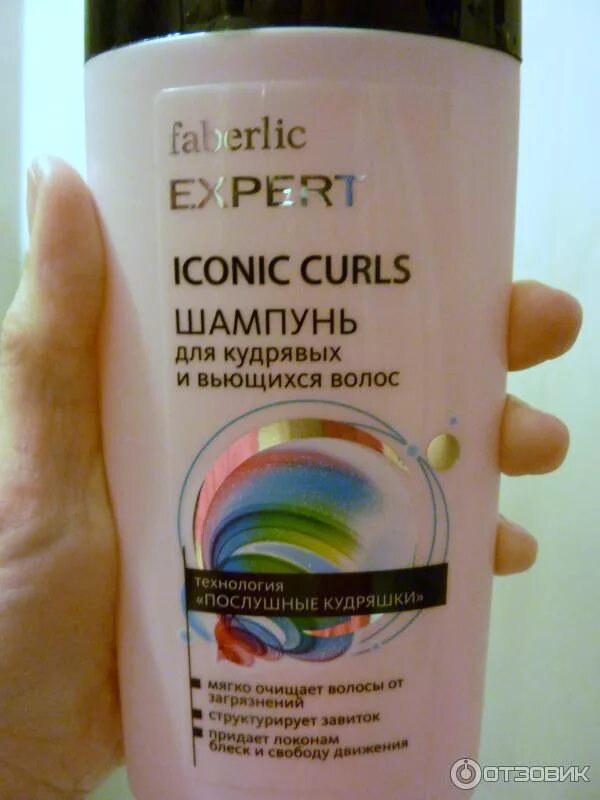 faberlic
EXPERT
ICONIC CURLS
ШАМПУНЬ
для кудрявых
и вьющихся волос
технология
«ПОСЛУШНЫЕ КУДРЯШКИ»
мягко очищает волосы от
загрязнений
структурирует завиток
придает локонам
блеск и свободу движения
ОТЗОВИК